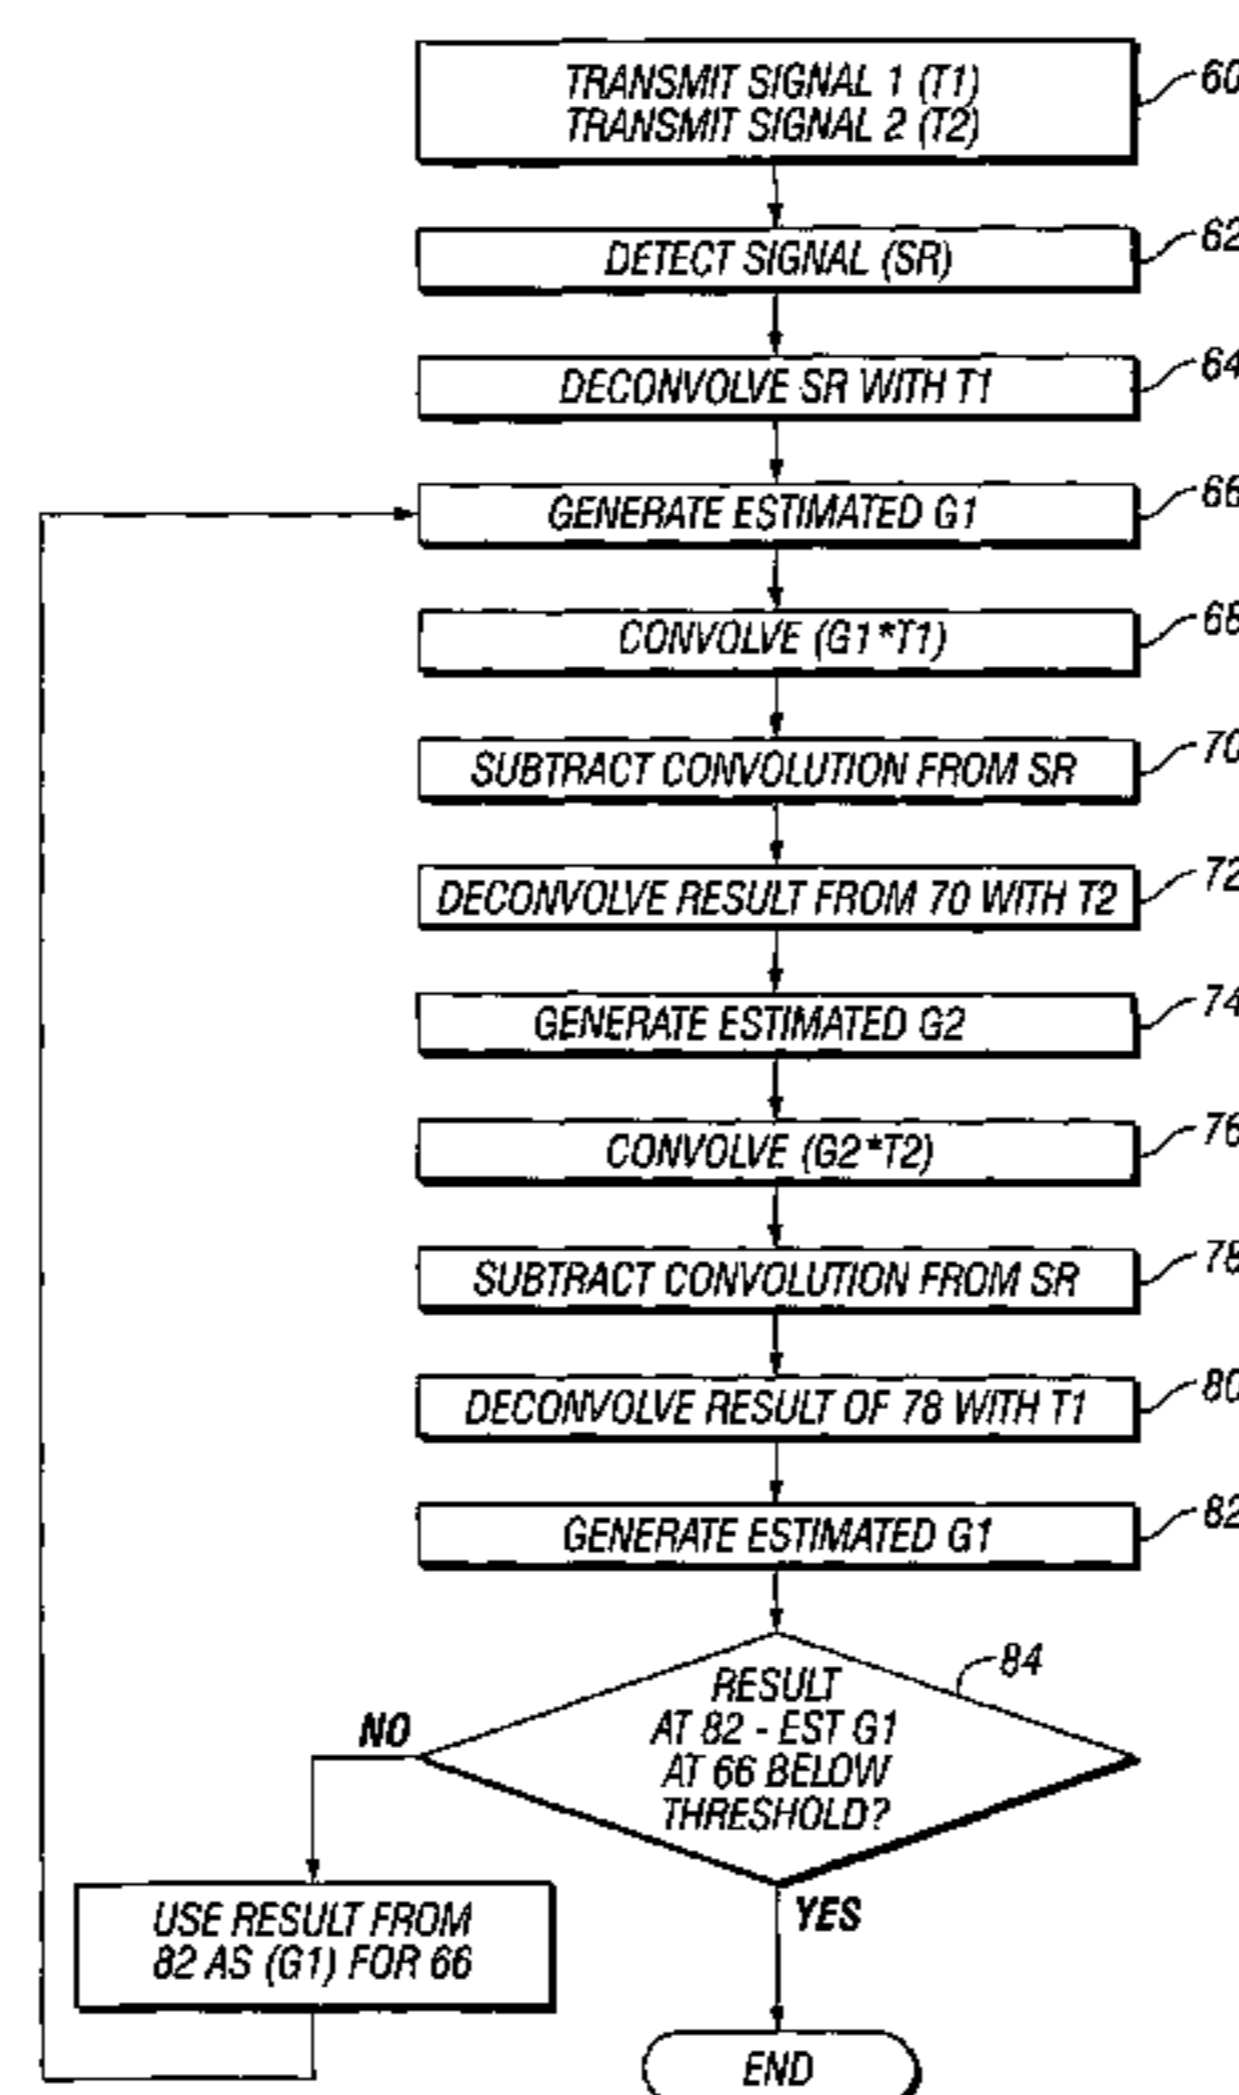 TRANSMIT SIGNAL 1 (T1)
TRANSMIT SIGNAL 2 (T2)
60
DETECT SIGNAL (SR)
62
DECONVOLVE SR WITH T1
64
GENERATE ESTIMATED G1
66
CONVOLVE (G1*T1)
68
SUBTRACT CONVOLUTION FROM SR
70
DECONVOLVE RESULT FROM 70 WITH T2
72
GENERATE ESTIMATED G2
74
CONVOLVE (G2*T2)
76
SUBTRACT CONVOLUTION FROM SR
78
DECONVOLVE RESULT OF 78 WITH T1
80
GENERATE ESTIMATED G1
82
84
RESULT
AT 82 - EST G1
AT 66 BELOW
THRESHOLD?
NO
YES
USE RESULT FROM
82 AS (G1) FOR 66
END